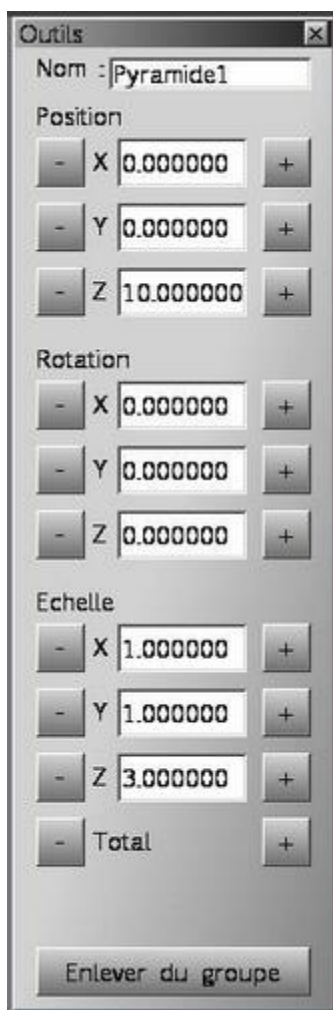 Outils
Nom : Pyramide1
Position
- X 0.000000 +
- Y 0.000000 +
- Z 10.000000 +
Rotation
- X 0.000000 +
- Y 0.000000 +
- Z 0.000000 +
Echelle
- X 1.000000 +
- Y 1.000000 +
- Z 3.000000 +
- Total +
Enlever du groupe